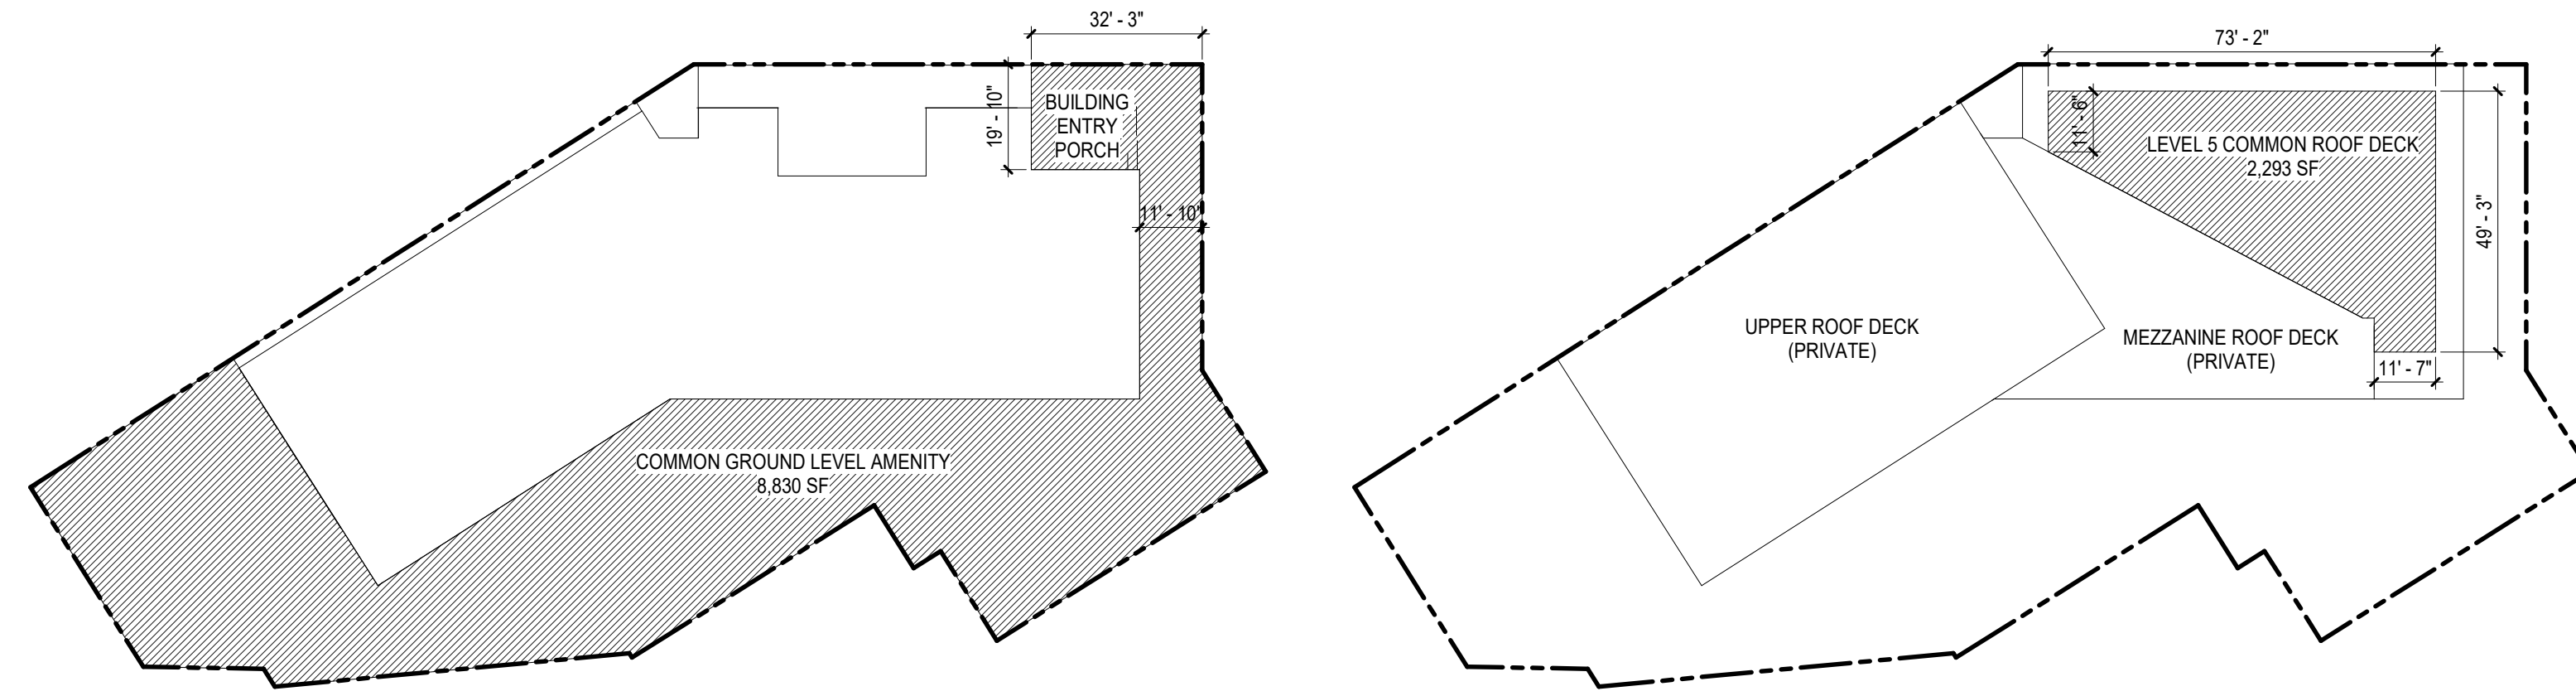 32' - 3"
19' - 10"
BUILDING
ENTRY
PORCH
11' - 10"
COMMON GROUND LEVEL AMENITY
8,830 SF
73' - 2"
11' - 6"
LEVEL 5 COMMON ROOF DECK
2,293 SF
49' - 3"
UPPER ROOF DECK
(PRIVATE)
MEZZANINE ROOF DECK
(PRIVATE)
11' - 7"